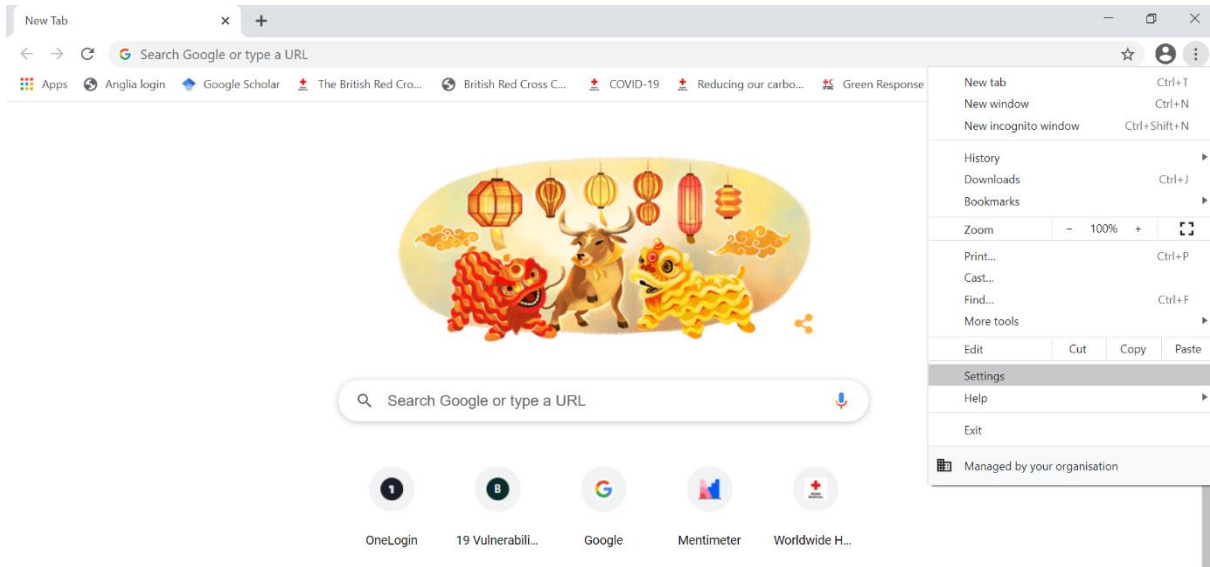 New Tab
Search Google or type a URL
Apps Anglia login Google Scholar The British Red Cro... British Red Cross C... COVID-19 Reducing our carbo... Green Response
New tab Ctrl+T
New window Ctrl+N
New incognito window Ctrl+Shift+N
History
Downloads Ctrl+J
Bookmarks
Zoom - 100% +
Print... Ctrl+P
Cast...
Find... Ctrl+F
More tools
Edit Cut Copy Paste
Settings
Help
Exit
Managed by your organisation
Search Google or type a URL
1 B G
OneLogin 19 Vulnerabili... Google Mentimeter Worldwide H...